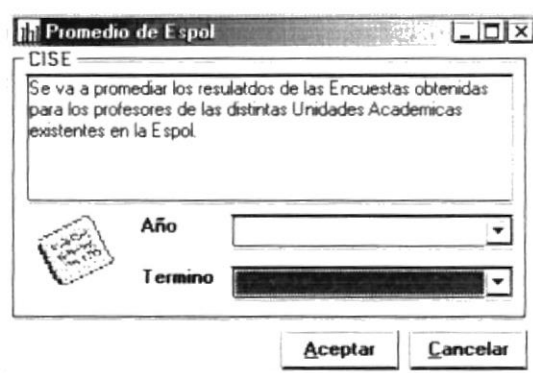 Promedio de Espol
CISE
Se va a promediar los resulatdos de las Encuestas obtenidas
para los profesores de las distintas Unidades Academicas
existentes en la Espol.
Año
Termino
Aceptar
Cancelar